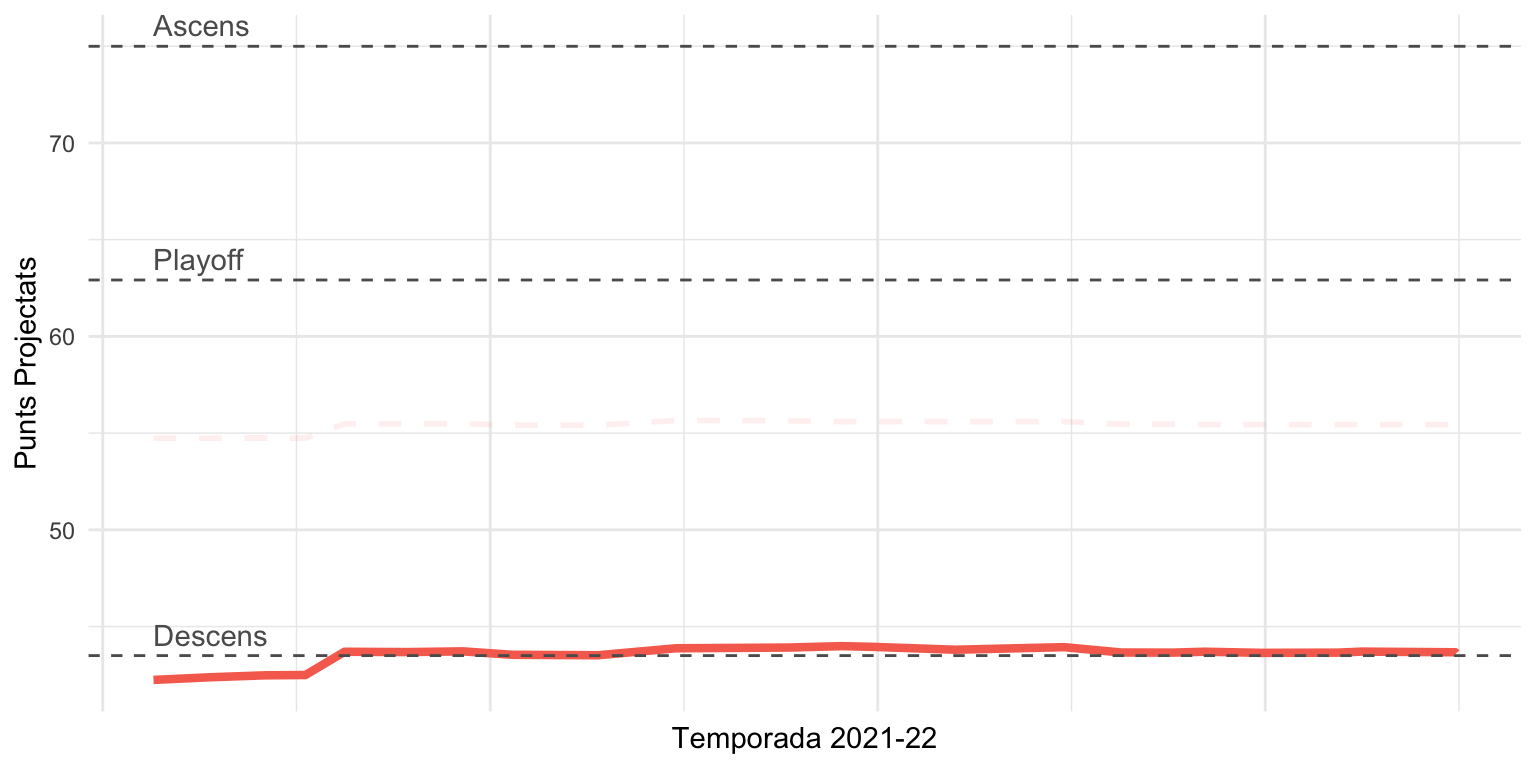 Ascens
70
Playoff
60
50
Descens
Punts Projectats
Temporada 2021-22